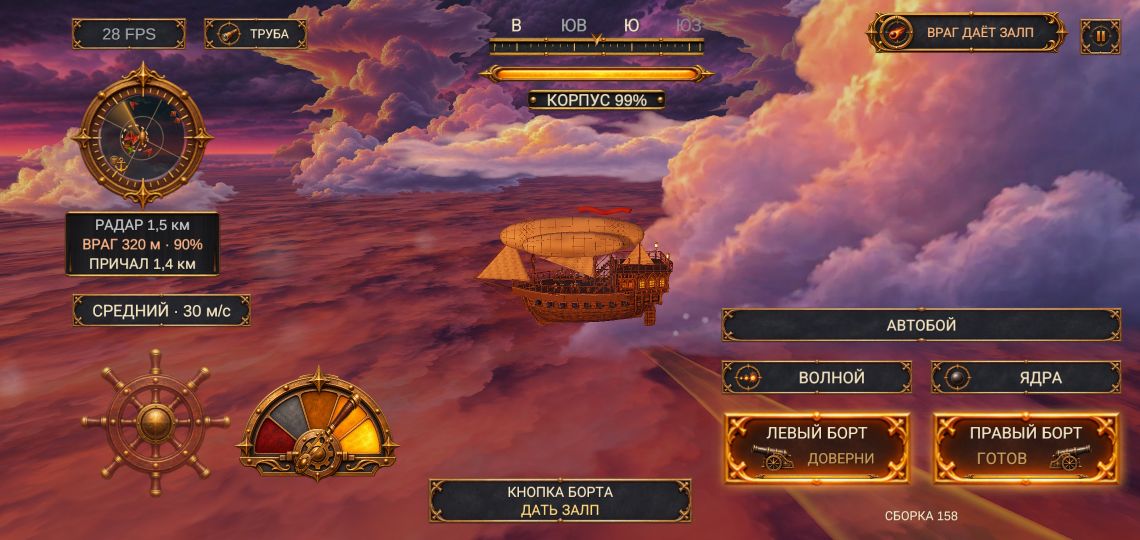 28 FPS
ТРУБА
В ЮВ Ю ЮЗ
ВРАГ ДАЁТ ЗАЛП
КОРПУС 99%
РАДАР 1,5 км
ВРАГ 320 м · 90%
ПРИЧАЛ 1,4 км
СРЕДНИЙ · 30 м/с
АВТОБОЙ
ВОЛНОЙ
ЯДРА
ЛЕВЫЙ БОРТ
ДОВЕРНИ
ПРАВЫЙ БОРТ
ГОТОВ
КНОПКА БОРТА
ДАТЬ ЗАЛП
СБОРКА 158